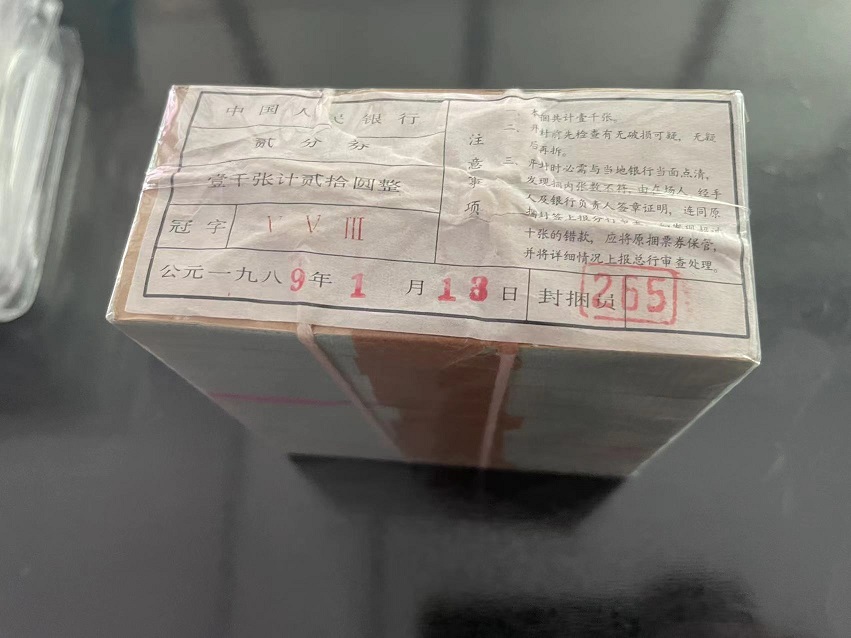 中国人民银行
贰分券
壹千张计贰拾圆整
冠字 V V III
公元一九八9年1月18日
注意事项
一、本捆共计壹千张。
二、开封前先检查有无破损可疑，无疑
后再拆。
三、开封时必需与当地银行当面点清，
发现捆内张数不符，由在场人、经手
人及银行负责人签章证明，连同原
十张的错款，应将原捆票券保管，
并将详细情况上报总行审查处理。
封捆员 265